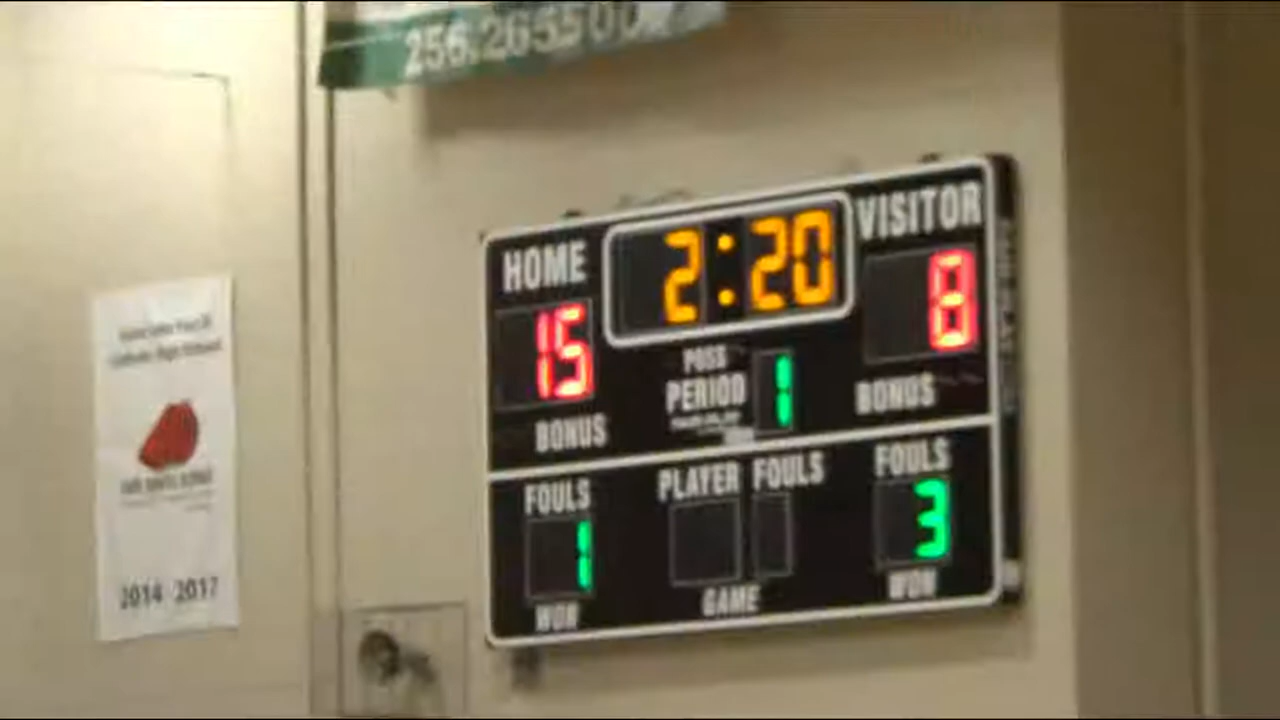 256.265.5000
HOME
2:20
VISITOR
15
8
POSS
PERIOD
1
BONUS
BONUS
FOULS
PLAYER FOULS
FOULS
1
3
WON
GAME
WON
2014 2017